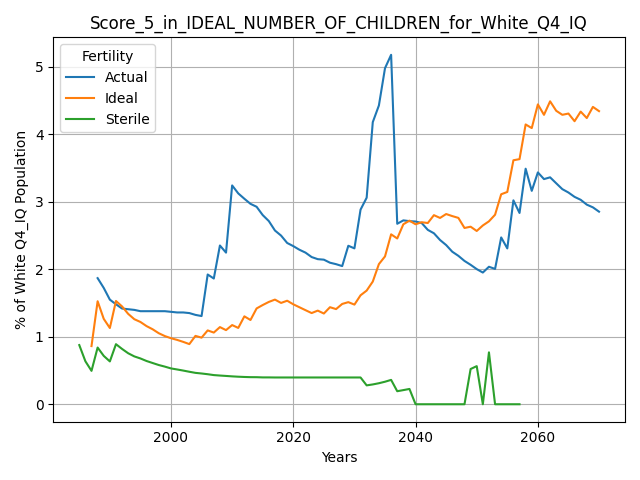 Score_5_in_IDEAL_NUMBER_OF_CHILDREN_for_White_Q4_IQ
Fertility
Actual
Ideal
Sterile
% of White Q4_IQ Population
5
4
3
2
1
0
2000 2020 2040 2060
Years